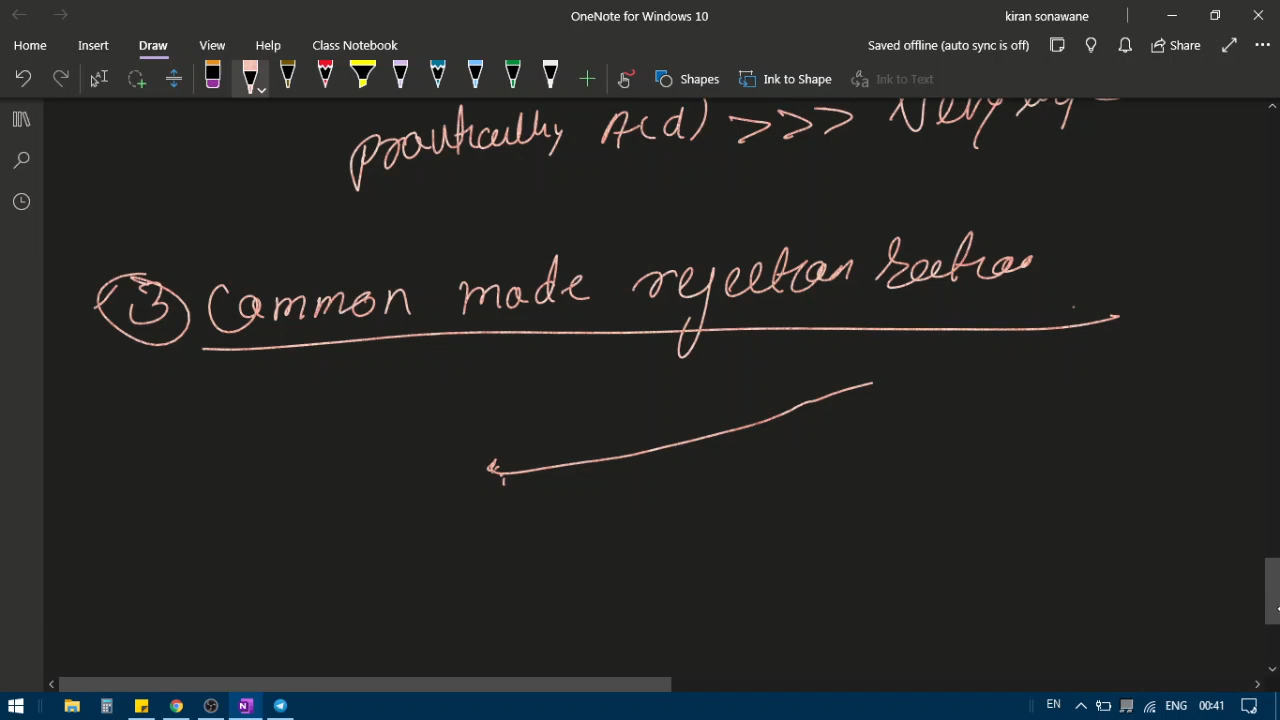 OneNote for Windows 10
kiran sonawane
Home Insert Draw View Help Class Notebook
Saved offline (auto sync is off) Share
Shapes Ink to Shape Ink to Text
practically A(d) >>> Very
3 Common mode rejection
EN ENG 00:41